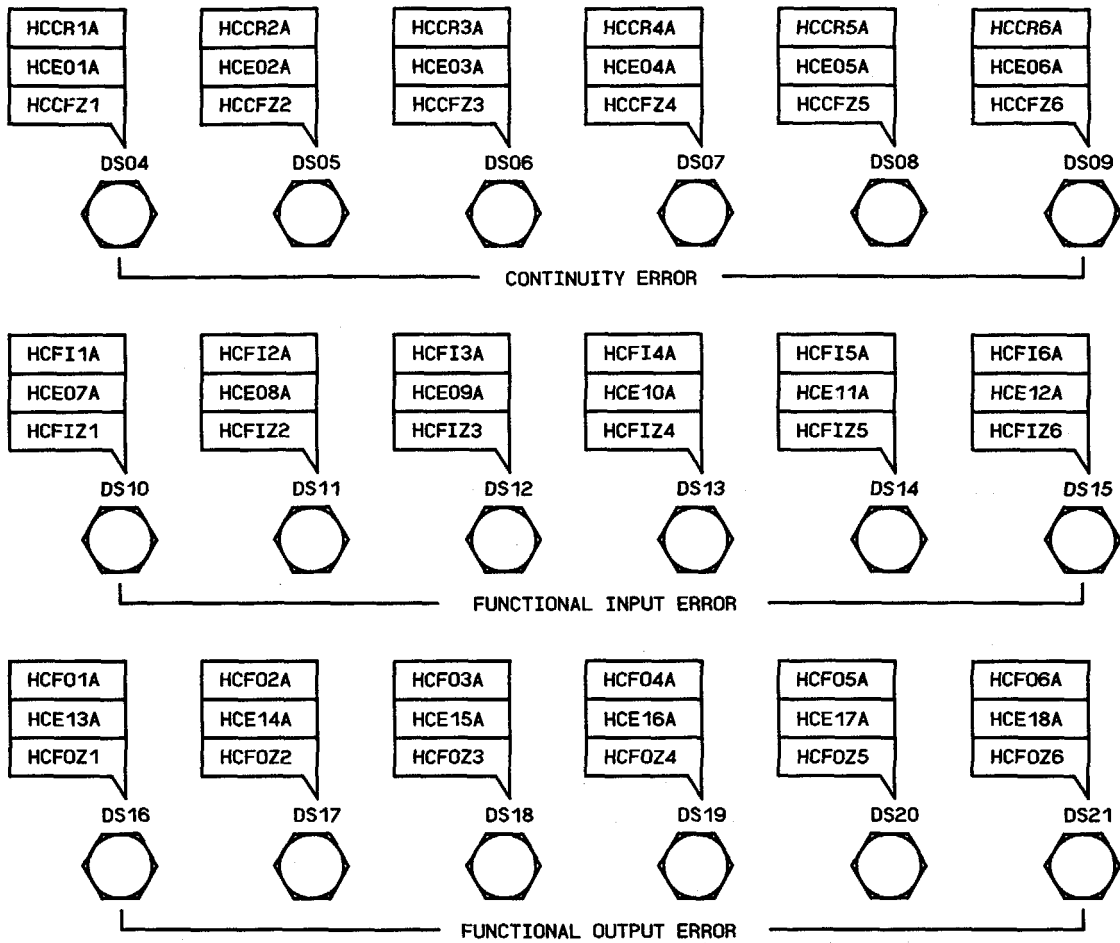 HCCR1A HCCR2A HCCR3A HCCR4A HCCR5A HCCR6A
HCE01A HCE02A HCE03A HCE04A HCE05A HCE06A
HCCFZ1 HCCFZ2 HCCFZ3 HCCFZ4 HCCFZ5 HCCFZ6
DS04 DS05 DS06 DS07 DS08 DS09
CONTINUITY ERROR
HCFI1A HCFI2A HCFI3A HCFI4A HCFI5A HCFI6A
HCE07A HCE08A HCE09A HCE10A HCE11A HCE12A
HCFIZ1 HCFIZ2 HCFIZ3 HCFIZ4 HCFIZ5 HCFIZ6
DS10 DS11 DS12 DS13 DS14 DS15
FUNCTIONAL INPUT ERROR
HCFO1A HCFO2A HCFO3A HCFO4A HCFO5A HCFO6A
HCE13A HCE14A HCE15A HCE16A HCE17A HCE18A
HCFOZ1 HCFOZ2 HCFOZ3 HCFOZ4 HCFOZ5 HCFOZ6
DS16 DS17 DS18 DS19 DS20 DS21
FUNCTIONAL OUTPUT ERROR